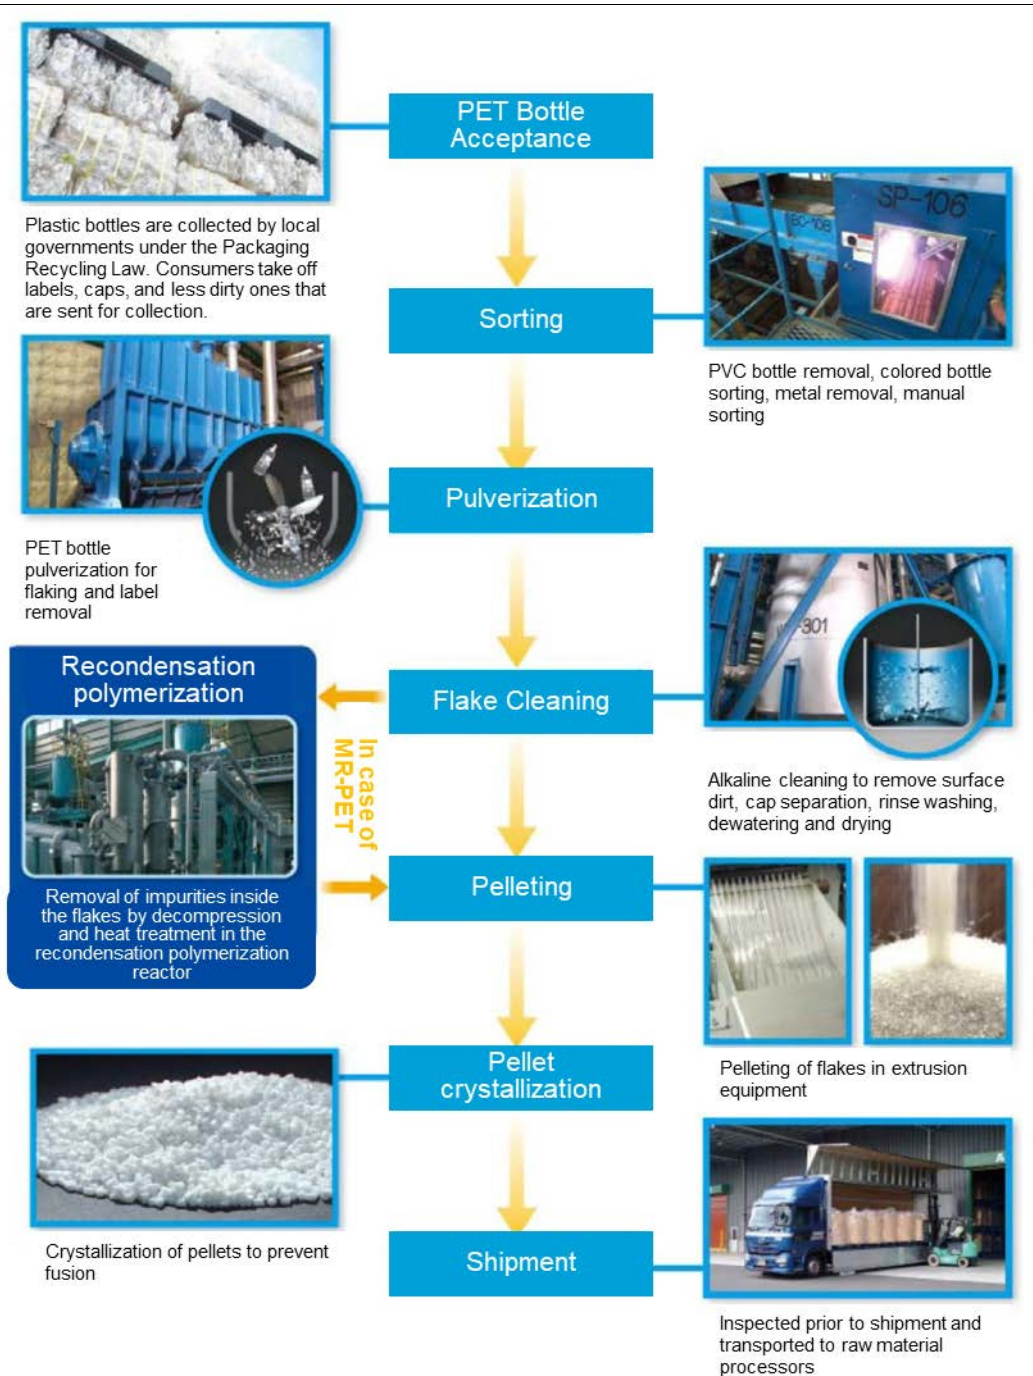 PET Bottle
Acceptance
Plastic bottles are collected by local
governments under the Packaging
Recycling Law. Consumers take off
labels, caps, and less dirty ones that
are sent for collection.
SP-106
BC-106
Sorting
PVC bottle removal, colored bottle
sorting, metal removal, manual
sorting
Pulverization
PET bottle
pulverization for
flaking and label
removal
Recondensation
polymerization
Flake Cleaning
-301
In case of
MR-PET
Alkaline cleaning to remove surface
dirt, cap separation, rinse washing,
dewatering and drying
Removal of impurities inside
the flakes by decompression
and heat treatment in the
recondensation polymerization
reactor
Pelleting
Pelleting of flakes in extrusion
equipment
Pellet
crystallization
Crystallization of pellets to prevent
fusion
Shipment
Inspected prior to shipment and
transported to raw material
processors